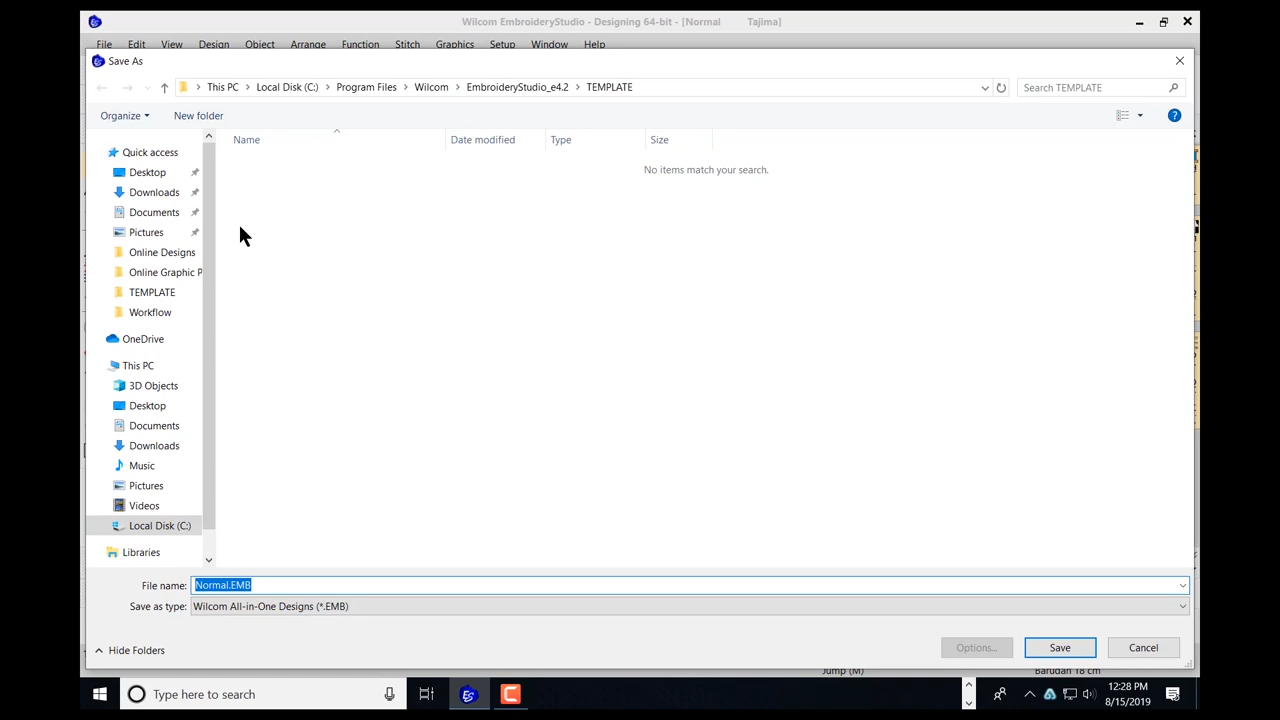 Wilcom EmbroideryStudio - Designing 64-bit - [Normal Tajima]
File Edit View Design Object Arrange Function Stitch Graphics Setup Window Help
Save As
This PC > Local Disk (C:) > Program Files > Wilcom > EmbroideryStudio_e4.2 > TEMPLATE
Search TEMPLATE
Organize New folder
Name Date modified Type Size
No items match your search.
Quick access
Desktop
Downloads
Documents
Pictures
Online Designs
Online Graphic P
TEMPLATE
Workflow
OneDrive
This PC
3D Objects
Desktop
Documents
Downloads
Music
Pictures
Videos
Local Disk (C:)
Libraries
File name: Normal.EMB
Save as type: Wilcom All-in-One Designs (*.EMB)
Hide Folders Options... Save Cancel
Jump (M) Barudan 18 cm
Type here to search
12:28 PM
8/15/2019